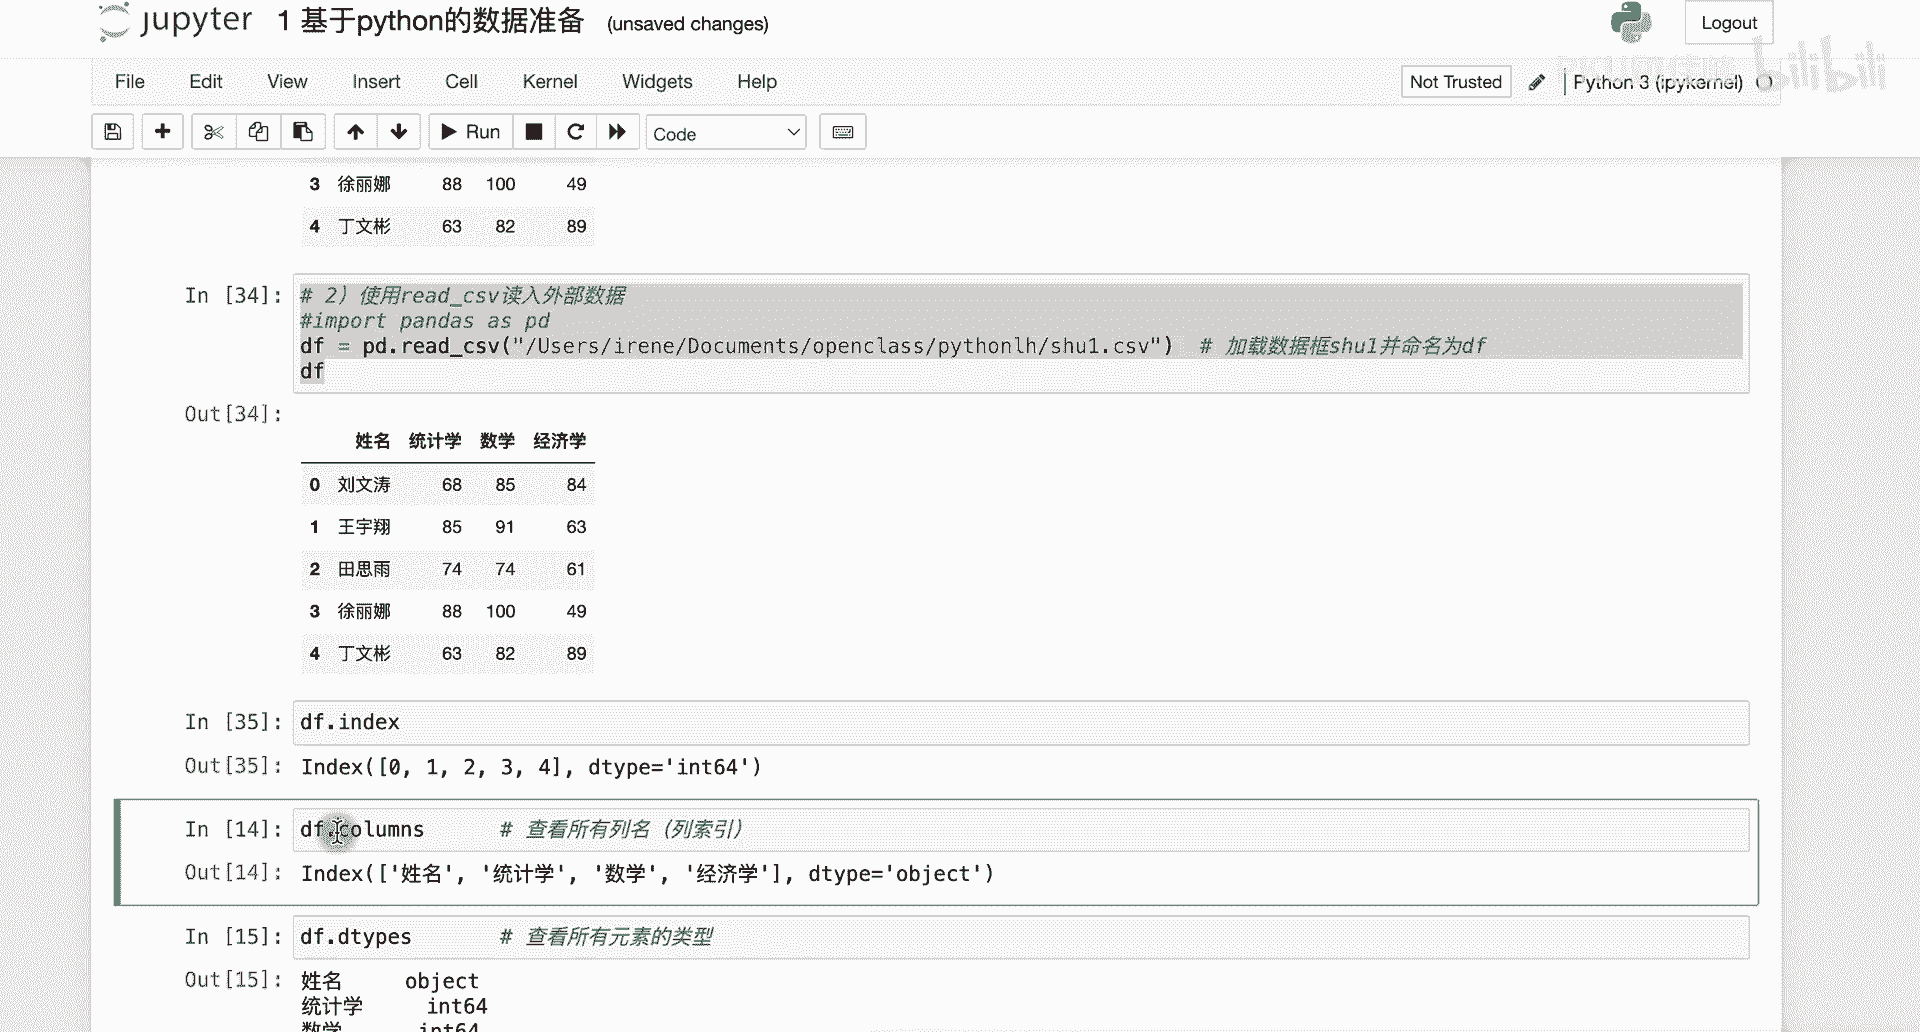 jupyter 1 基于python的数据准备 (unsaved changes) Logout
File Edit View Insert Cell Kernel Widgets Help Not Trusted Python 3 (ipykernel) bilibili
Run Code
3 徐丽娜 88 100 49
4 丁文彬 63 82 89
In [34]: # 2) 使用read_csv读入外部数据
#import pandas as pd
df = pd.read_csv("/Users/irene/Documents/openclass/pythonlh/shu1.csv") # 加载数据框shu1并命名为df
df
Out[34]:
姓名 统计学 数学 经济学
0 刘文涛 68 85 84
1 王宇翔 85 91 63
2 田思雨 74 74 61
3 徐丽娜 88 100 49
4 丁文彬 63 82 89
In [35]: df.index
Out[35]: Index([0, 1, 2, 3, 4], dtype='int64')
In [14]: df.columns # 查看所有列名（列索引）
Out[14]: Index(['姓名', '统计学', '数学', '经济学'], dtype='object')
In [15]: df.dtypes # 查看所有元素的类型
Out[15]: 姓名 object
统计学 int64
数学 int64